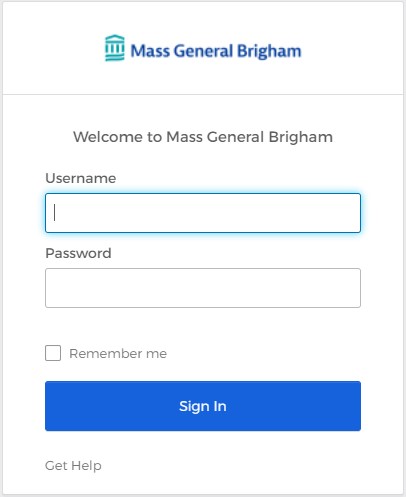 Mass General Brigham
Welcome to Mass General Brigham
Username
Password
Remember me
Sign In
Get Help